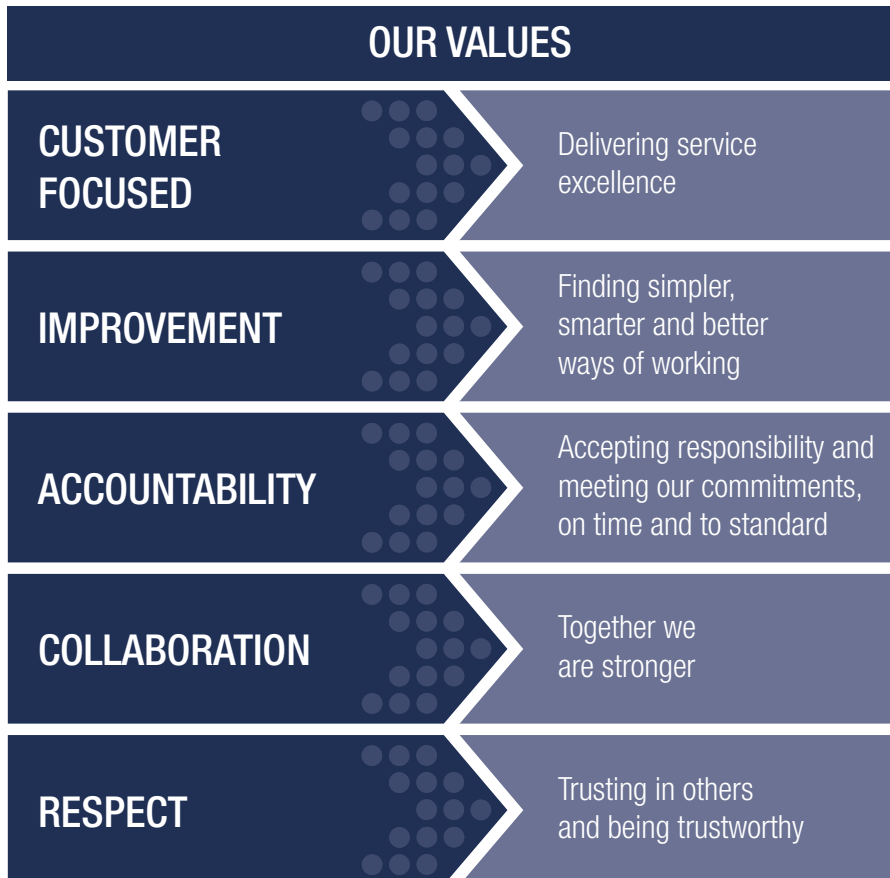 OUR VALUES
CUSTOMER
FOCUSED
Delivering service
excellence
IMPROVEMENT
Finding simpler,
smarter and better
ways of working
ACCOUNTABILITY
Accepting responsibility and
meeting our commitments,
on time and to standard
COLLABORATION
Together we
are stronger
RESPECT
Trusting in others
and being trustworthy